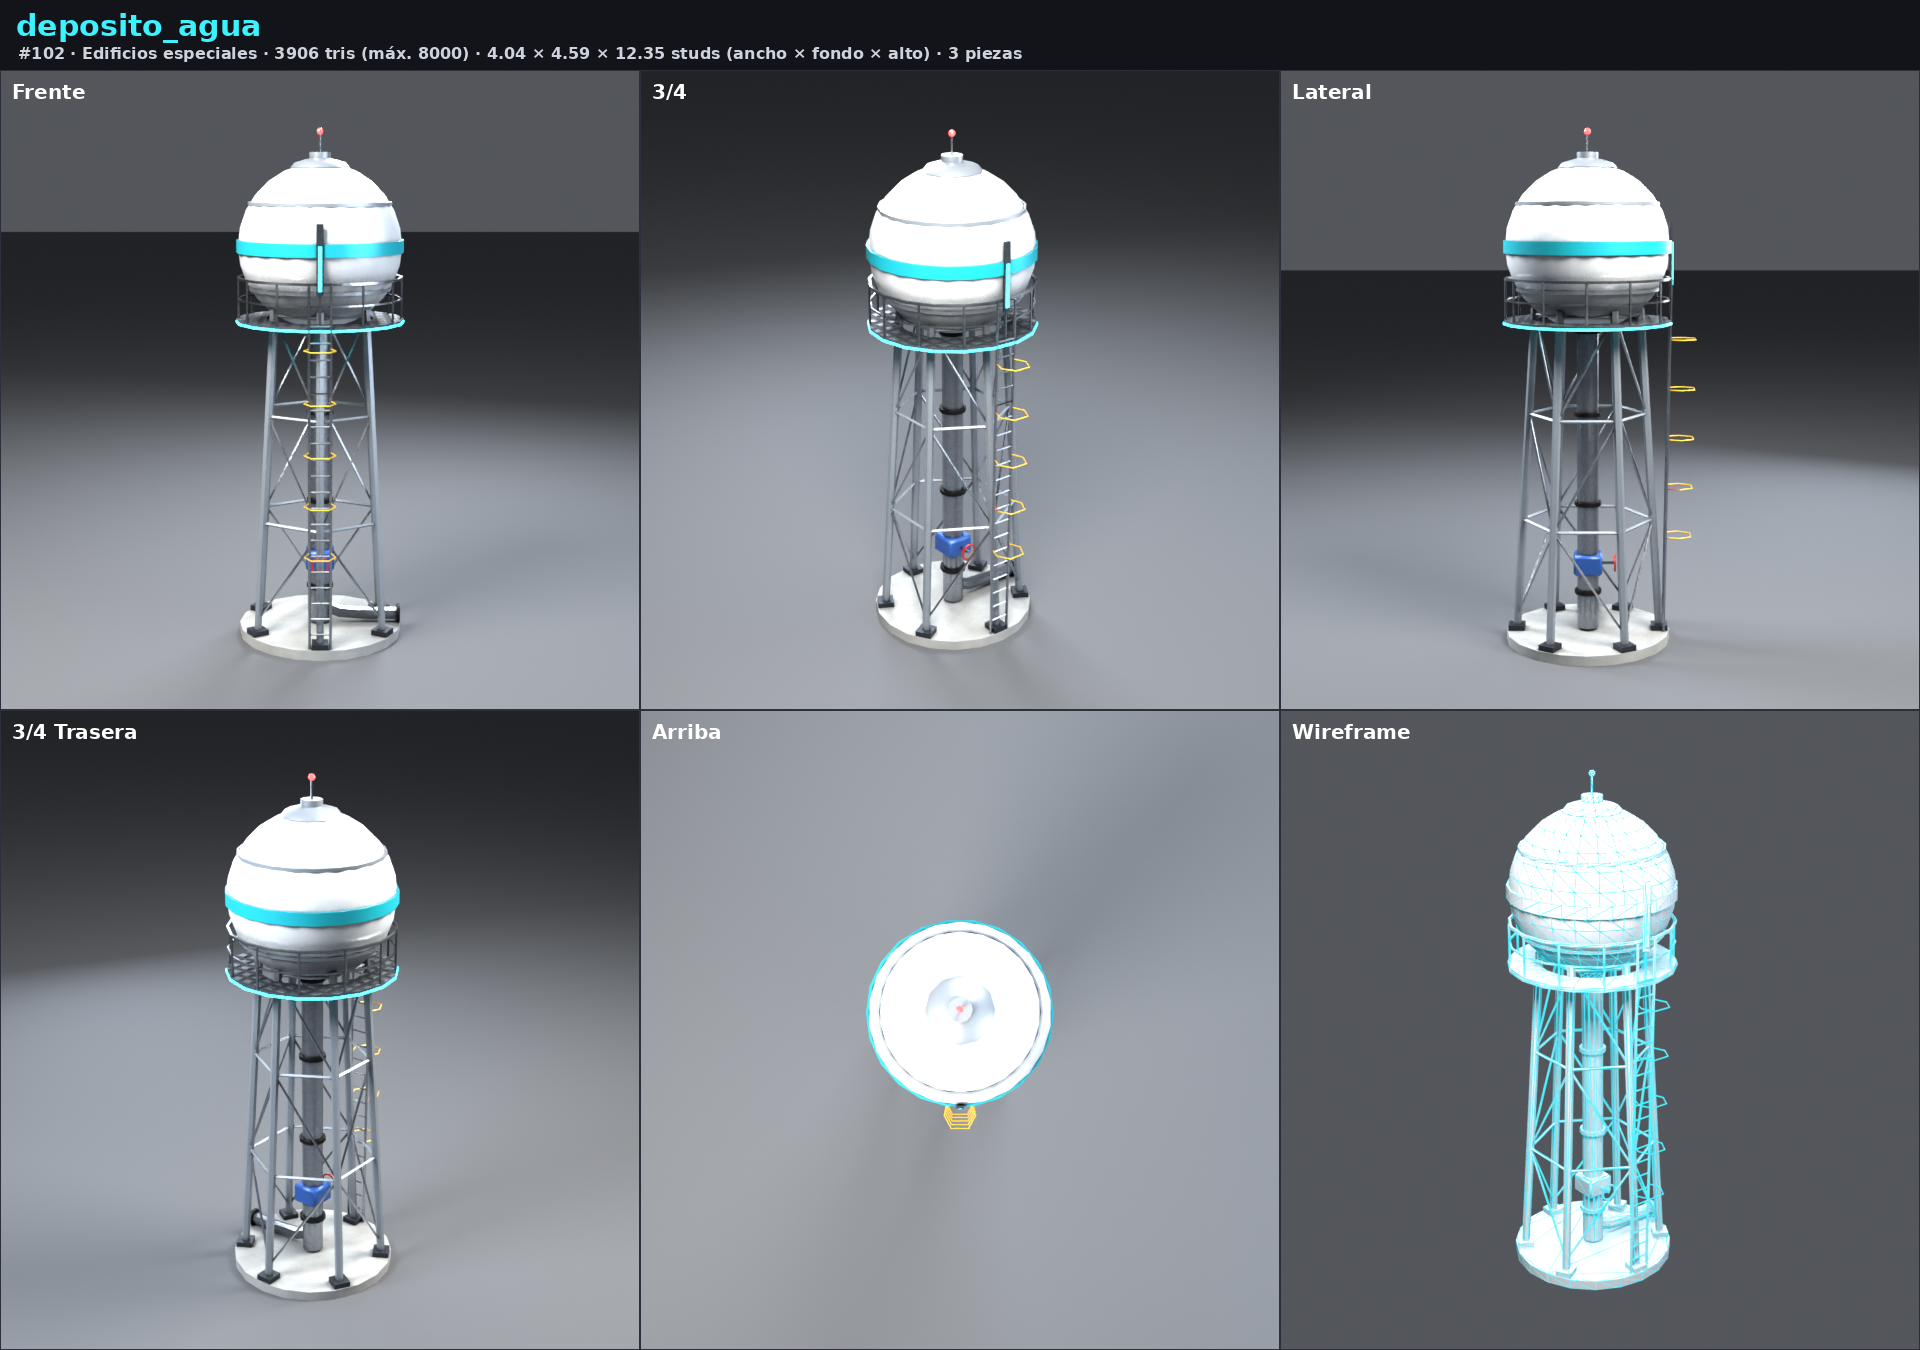 deposito_agua
#102 · Edificios especiales · 3906 tris (máx. 8000) · 4.04 × 4.59 × 12.35 studs (ancho × fondo × alto) · 3 piezas
Frente
3/4
Lateral
3/4 Trasera
Arriba
Wireframe